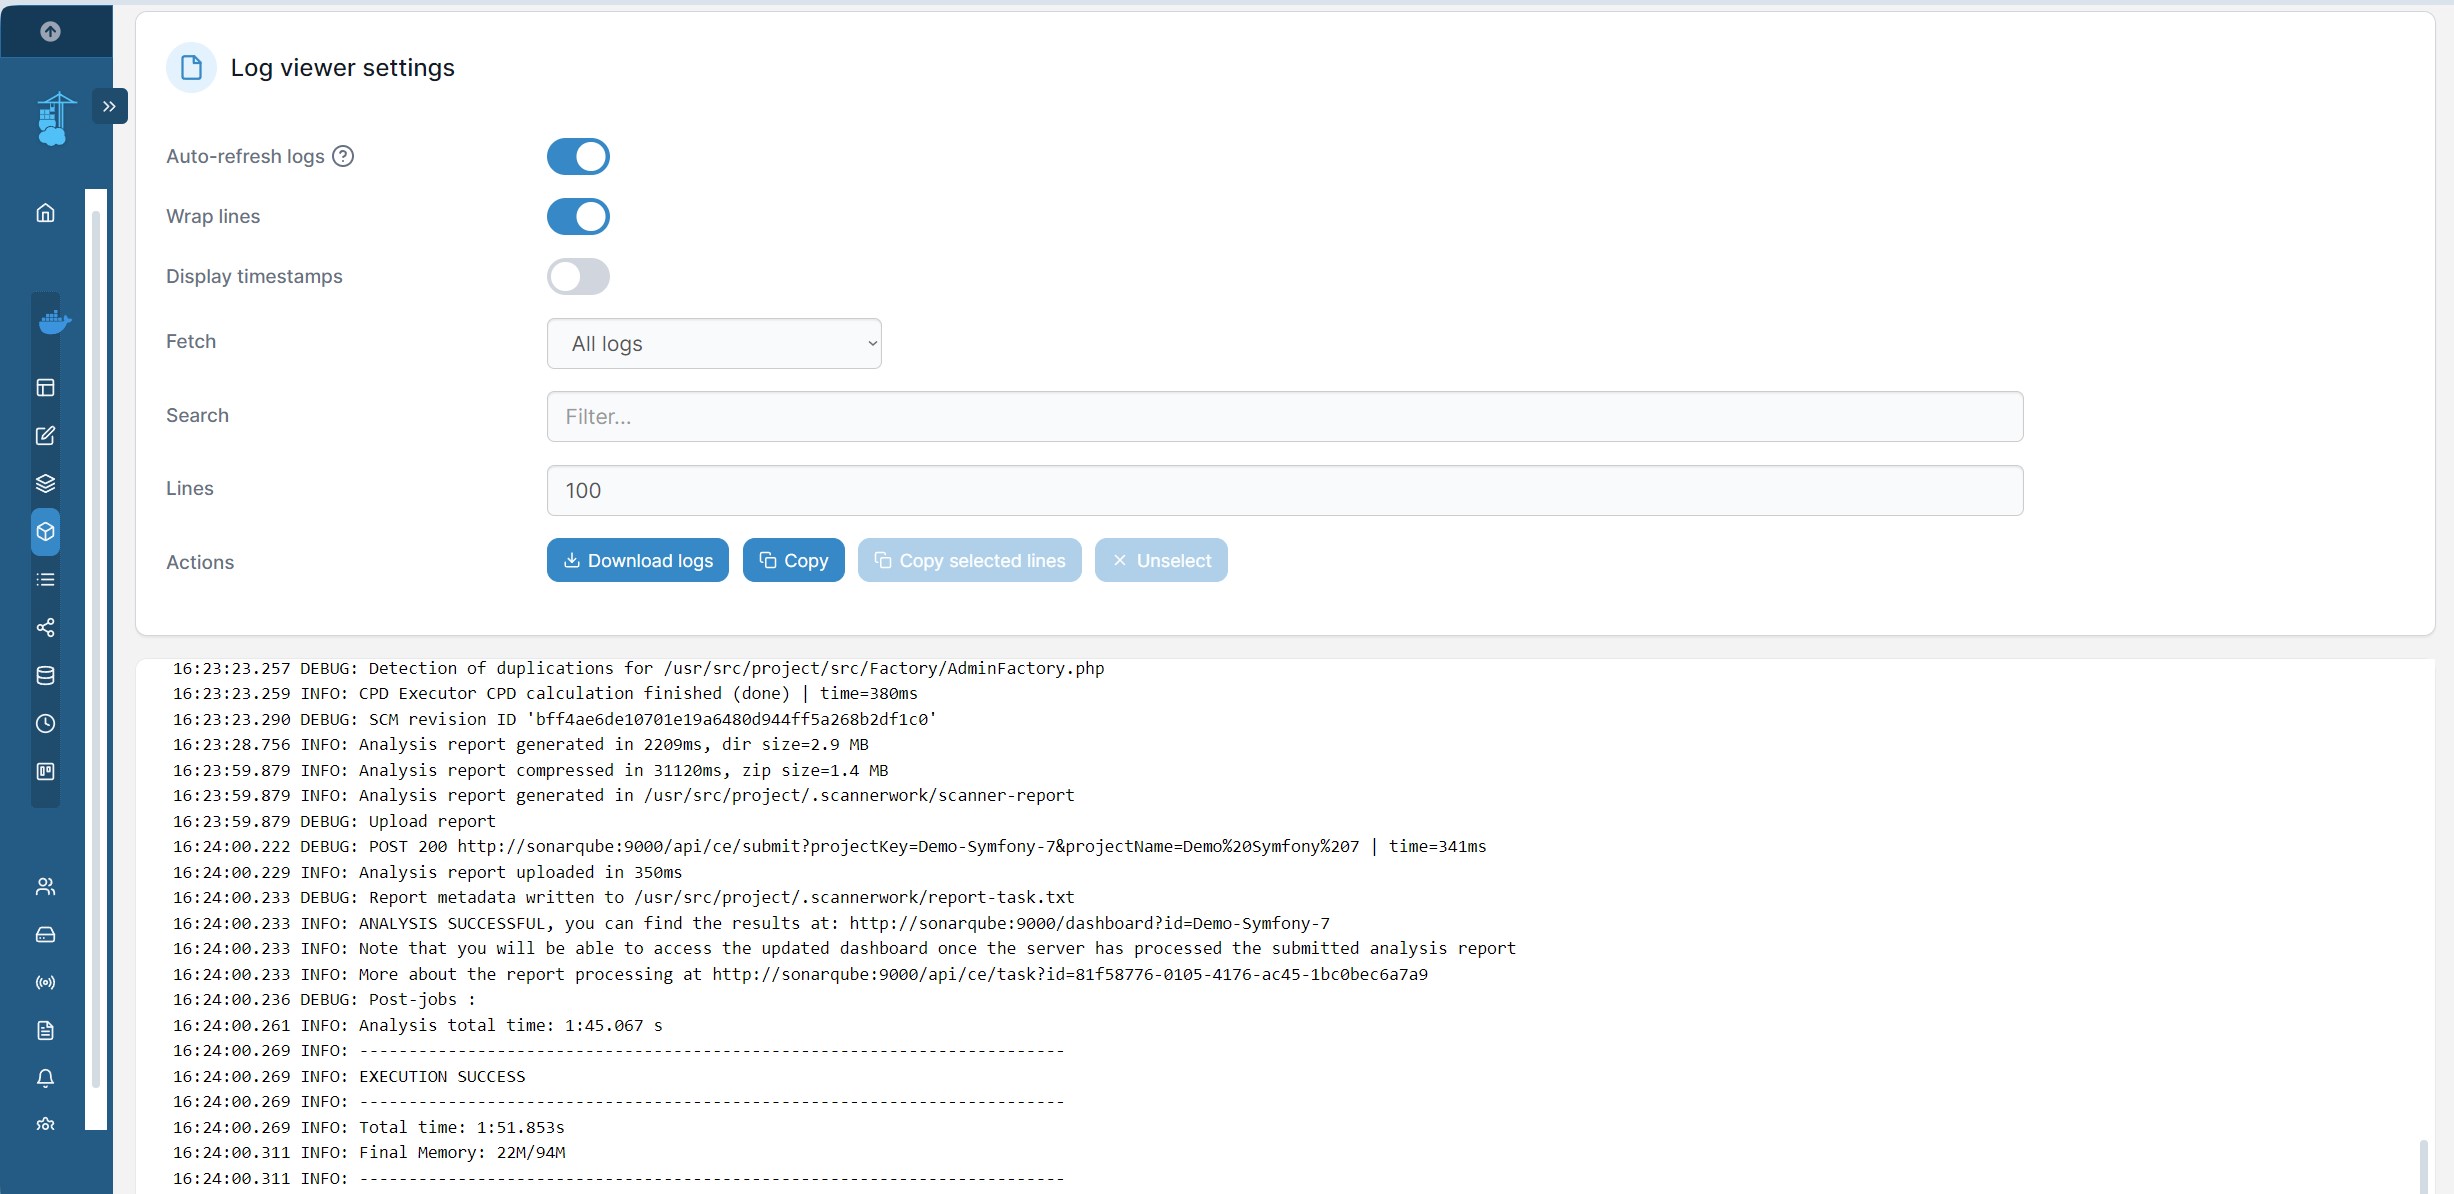 Log viewer settings
Auto-refresh logs
Wrap lines
Display timestamps
Fetch
All logs
Search
Filter...
Lines
100
Actions
Download logs
Copy
Copy selected lines
Unselect
16:23:23.257 DEBUG: Detection of duplications for /usr/src/project/src/Factory/AdminFactory.php
16:23:23.259 INFO: CPD Executor CPD calculation finished (done) | time=380ms
16:23:23.290 DEBUG: SCM revision ID 'bff4ae6de10701e19a6480d944ff5a268b2df1c0'
16:23:28.756 INFO: Analysis report generated in 2209ms, dir size=2.9 MB
16:23:59.879 INFO: Analysis report compressed in 31120ms, zip size=1.4 MB
16:23:59.879 INFO: Analysis report generated in /usr/src/project/.scannerwork/scanner-report
16:23:59.879 DEBUG: Upload report
16:24:00.222 DEBUG: POST 200 http://sonarqube:9000/api/ce/submit?projectKey=Demo-Symfony-7&projectName=Demo%20Symfony%207 | time=341ms
16:24:00.229 INFO: Analysis report uploaded in 350ms
16:24:00.233 DEBUG: Report metadata written to /usr/src/project/.scannerwork/report-task.txt
16:24:00.233 INFO: ANALYSIS SUCCESSFUL, you can find the results at: http://sonarqube:9000/dashboard?id=Demo-Symfony-7
16:24:00.233 INFO: Note that you will be able to access the updated dashboard once the server has processed the submitted analysis report
16:24:00.233 INFO: More about the report processing at http://sonarqube:9000/api/ce/task?id=81f58776-0105-4176-ac45-1bc0bec6a7a9
16:24:00.236 DEBUG: Post-jobs :
16:24:00.261 INFO: Analysis total time: 1:45.067 s
16:24:00.269 INFO: ------------------------------------------------------------------------
16:24:00.269 INFO: EXECUTION SUCCESS
16:24:00.269 INFO: ------------------------------------------------------------------------
16:24:00.269 INFO: Total time: 1:51.853s
16:24:00.311 INFO: Final Memory: 22M/94M
16:24:00.311 INFO: ------------------------------------------------------------------------